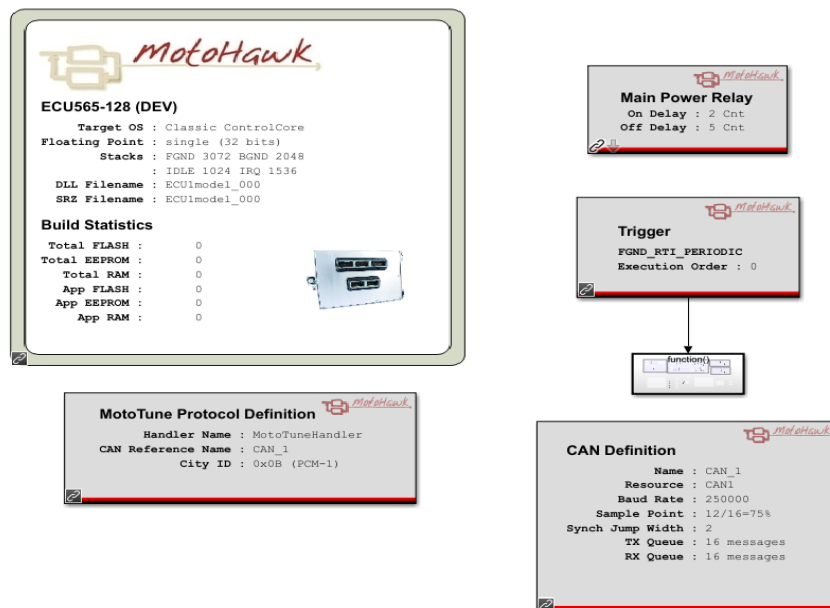 MotoHawk
ECU565-128 (DEV)
Target OS : Classic ControlCore
Floating Point : single (32 bits)
Stacks : FGND 3072 BGND 2048
: IDLE 1024 IRQ 1536
DLL Filename : ECU1model_000
SRZ Filename : ECU1model_000
Build Statistics
Total FLASH : 0
Total EEPROM : 0
Total RAM : 0
App FLASH : 0
App EEPROM : 0
App RAM : 0
MotoHawk
Main Power Relay
On Delay : 2 Cnt
Off Delay : 5 Cnt
MotoHawk
Trigger
FGND_RTI_PERIODIC
Execution Order : 0
function()
MotoHawk
MotoTune Protocol Definition
Handler Name : MotoTuneHandler
CAN Reference Name : CAN_1
City ID : 0x0B (PCM-1)
MotoHawk
CAN Definition
Name : CAN_1
Resource : CAN1
Baud Rate : 250000
Sample Point : 12/16=75%
Synch Jump Width : 2
TX Queue : 16 messages
RX Queue : 16 messages